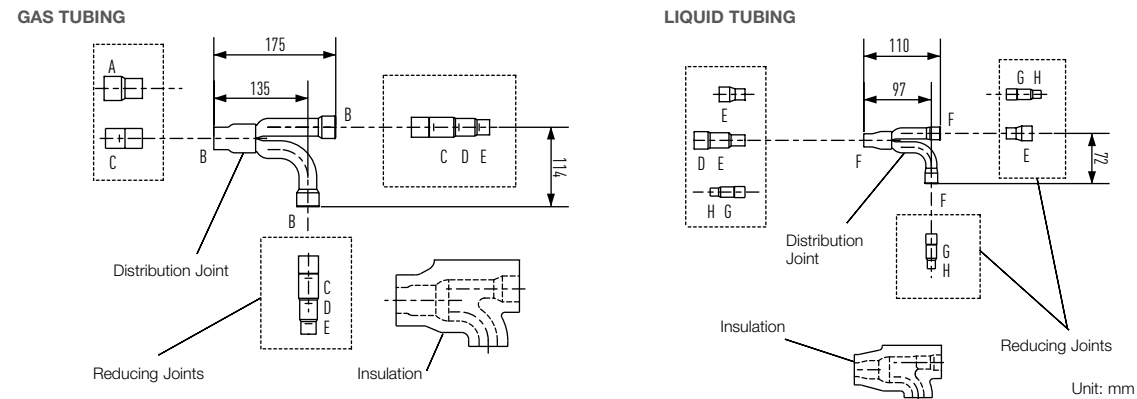 GAS TUBING
175
135
A
C
B
B
C D E
114
B
C
D
E
Distribution Joint
Reducing Joints
Insulation
LIQUID TUBING
110
97
E
D E
H G
F
F
G H
E
72
F
G
H
Distribution
Joint
Insulation
Reducing Joints
Unit: mm